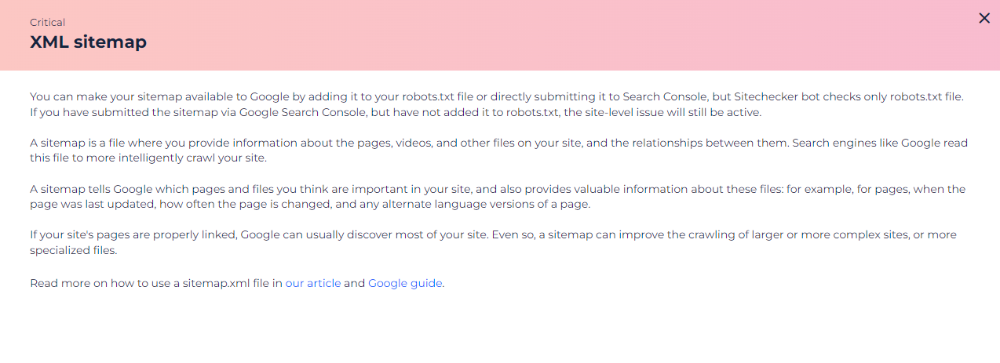 Critical
XML sitemap
You can make your sitemap available to Google by adding it to your robots.txt file or directly submitting it to Search Console, but Sitechecker bot checks only robots.txt file.
If you have submitted the sitemap via Google Search Console, but have not added it to robots.txt, the site-level issue will still be active.
A sitemap is a file where you provide information about the pages, videos, and other files on your site, and the relationships between them. Search engines like Google read
this file to more intelligently crawl your site.
A sitemap tells Google which pages and files you think are important in your site, and also provides valuable information about these files: for example, for pages, when the
page was last updated, how often the page is changed, and any alternate language versions of a page.
If your site's pages are properly linked, Google can usually discover most of your site. Even so, a sitemap can improve the crawling of larger or more complex sites, or more
specialized files.
Read more on how to use a sitemap.xml file in our article and Google guide.